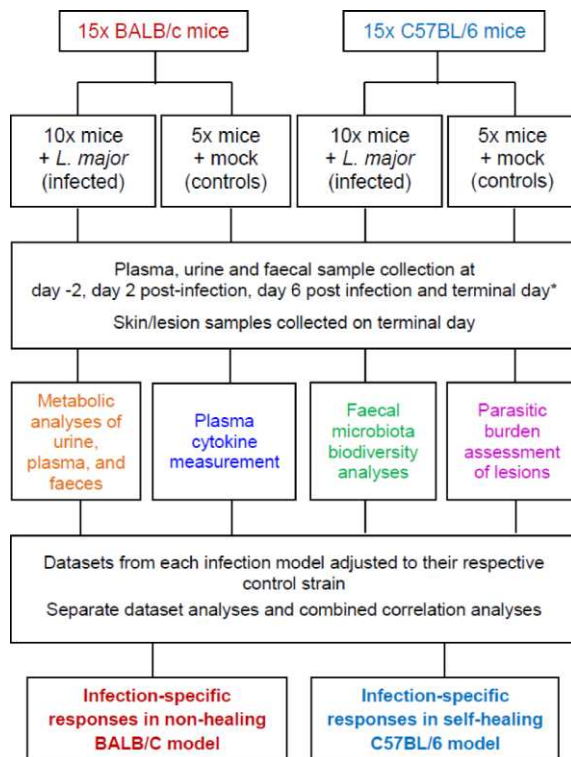 15x BALB/c mice
15x C57BL/6 mice
10x mice
+ L. major
(infected)
5x mice
+ mock
(controls)
10x mice
+ L. major
(infected)
5x mice
+ mock
(controls)
Plasma, urine and faecal sample collection at
day -2, day 2 post-infection, day 6 post infection and terminal day*
Skin/lesion samples collected on terminal day
Metabolic
analyses of
urine,
plasma, and
faeces
Plasma
cytokine
measurement
Faecal
microbiota
biodiversity
analyses
Parasitic
burden
assessment
of lesions
Datasets from each infection model adjusted to their respective
control strain
Separate dataset analyses and combined correlation analyses
Infection-specific
responses in non-healing
BALB/C model
Infection-specific
responses in self-healing
C57BL/6 model